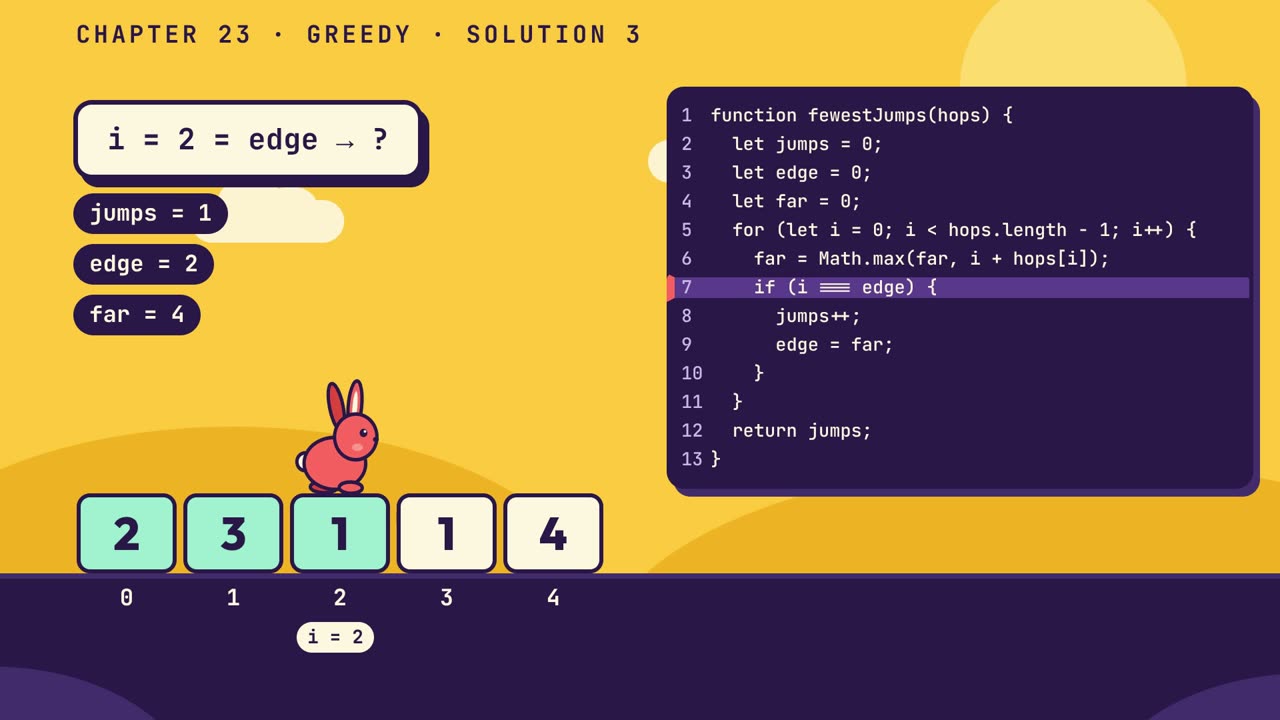 CHAPTER 23 · GREEDY · SOLUTION 3
i = 2 = edge → ?
jumps = 1
edge = 2
far = 4
1 function fewestJumps(hops) {
2 let jumps = 0;
3 let edge = 0;
4 let far = 0;
5 for (let i = 0; i < hops.length - 1; i++) {
6 far = Math.max(far, i + hops[i]);
7 if (i === edge) {
8 jumps++;
9 edge = far;
10 }
11 }
12 return jumps;
13 }
2 3 1 1 4
0 1 2 3 4
i = 2